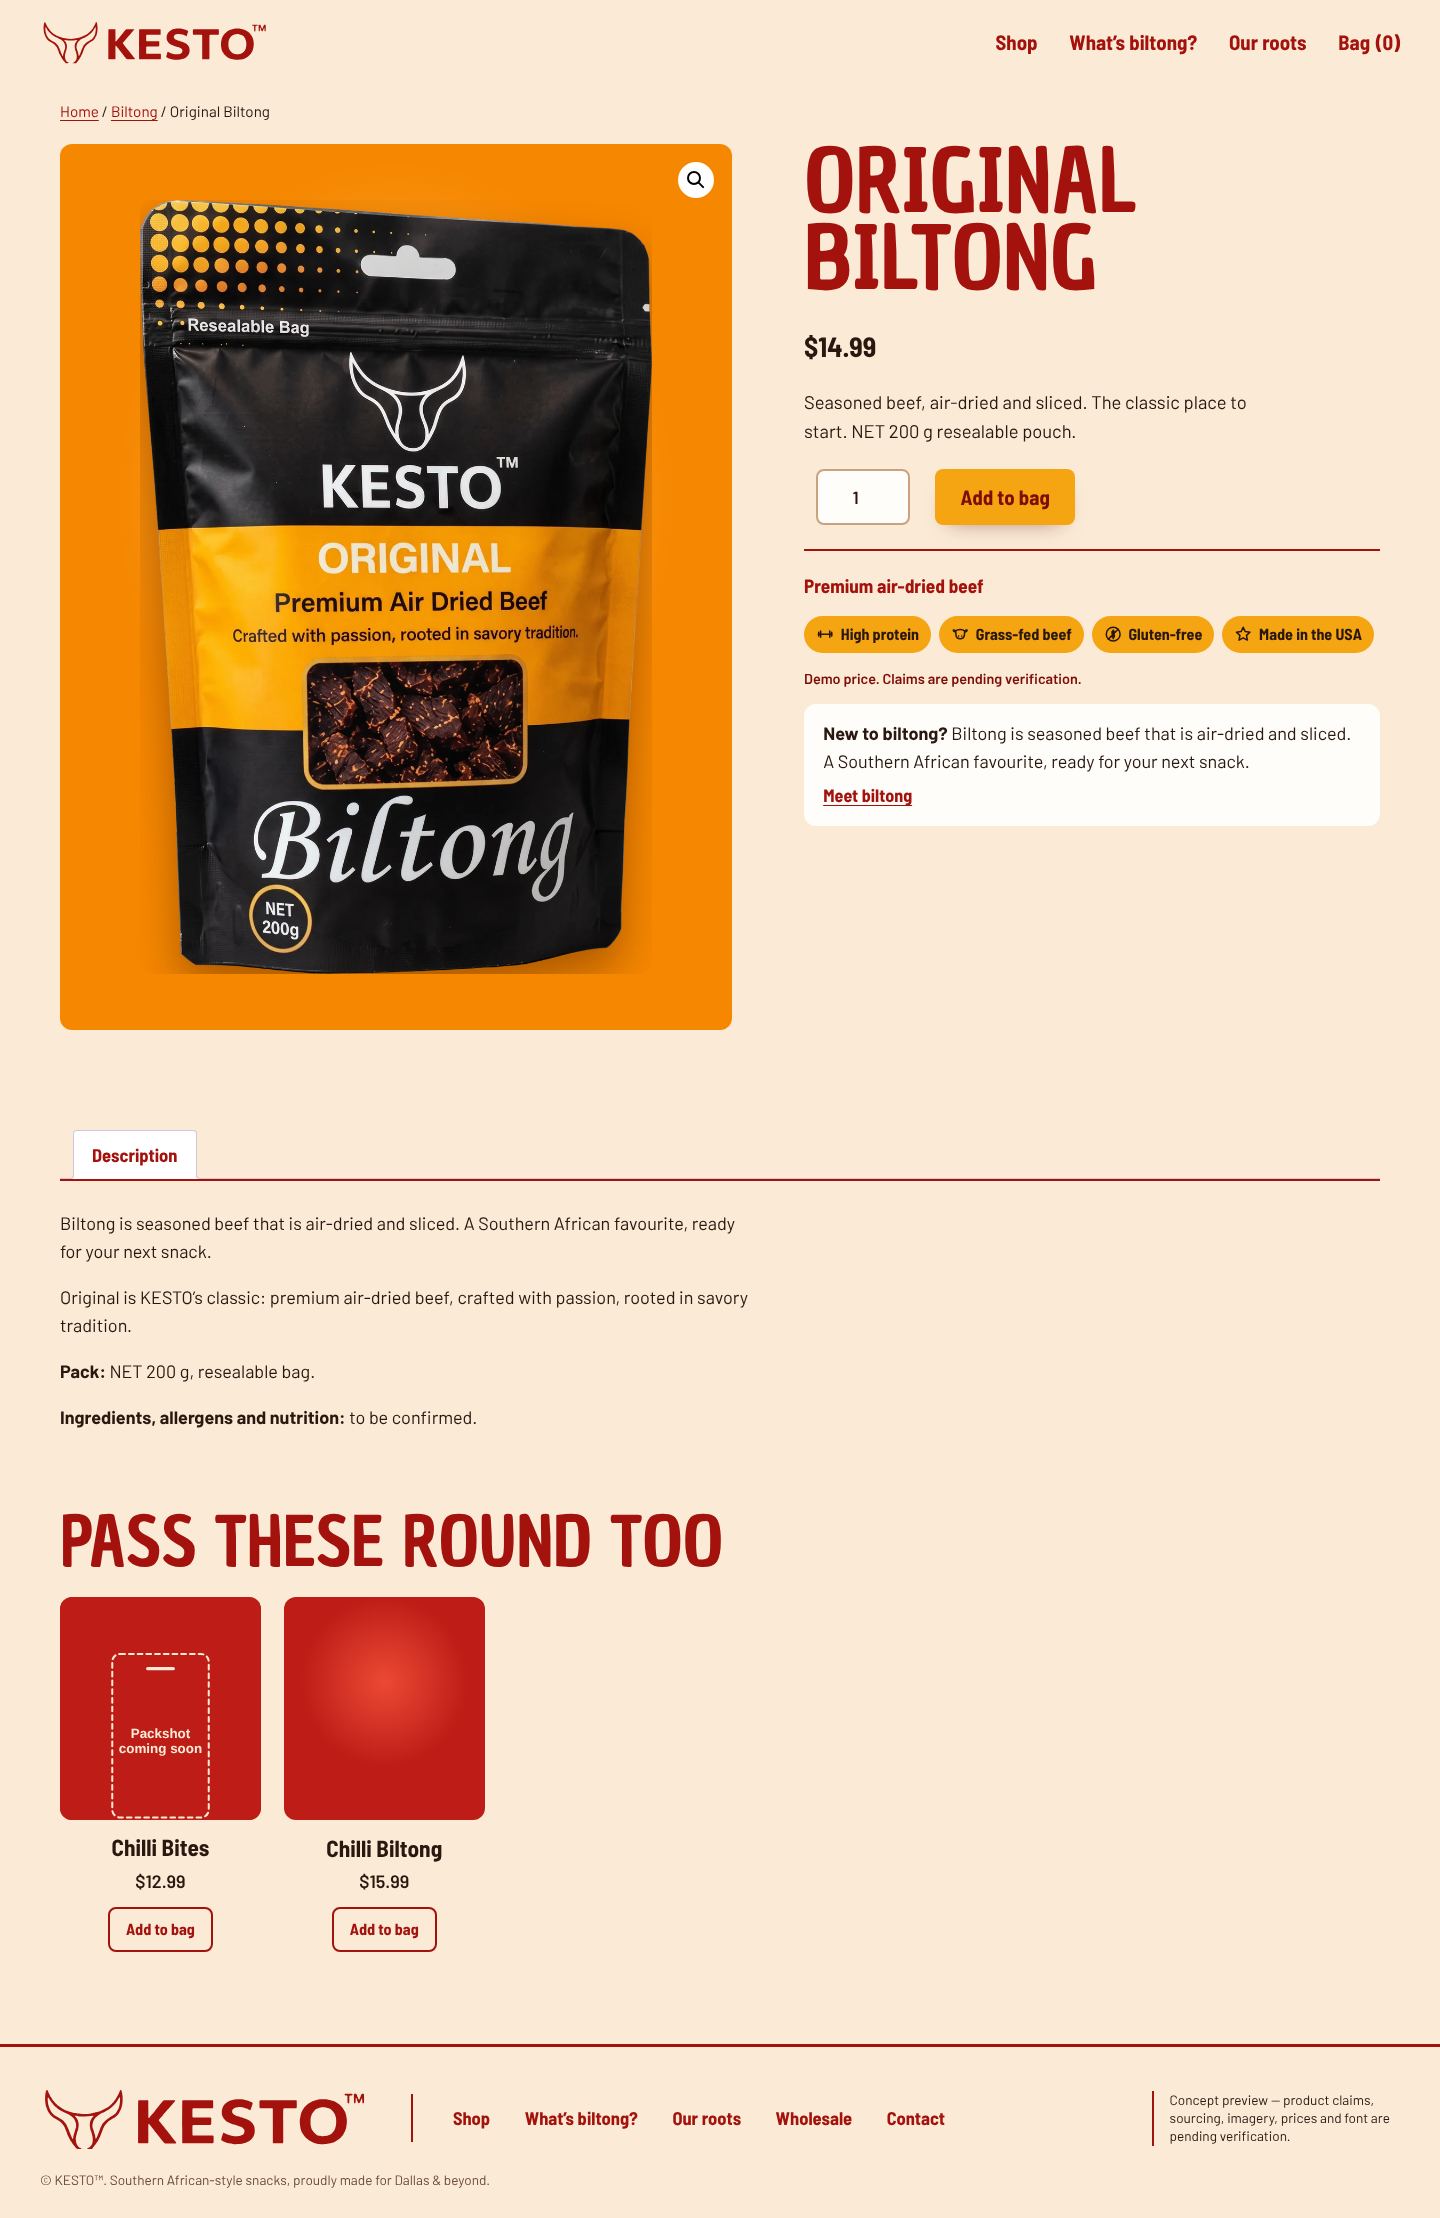 KESTO™
Shop
What's biltong?
Our roots
Bag (0)
Home / Biltong / Original Biltong
Resealable Bag
KESTO™
ORIGINAL
Premium Air Dried Beef
Crafted with passion, rooted in savory tradition.
Biltong
NET
200g
ORIGINAL
BILTONG
$14.99
Seasoned beef, air-dried and sliced. The classic place to
start. NET 200 g resealable pouch.
1
Add to bag
Premium air-dried beef
High protein
Grass-fed beef
Gluten-free
Made in the USA
Demo price. Claims are pending verification.
New to biltong? Biltong is seasoned beef that is air-dried and sliced.
A Southern African favourite, ready for your next snack.
Meet biltong
Description
Biltong is seasoned beef that is air-dried and sliced. A Southern African favourite, ready
for your next snack.
Original is KESTO's classic: premium air-dried beef, crafted with passion, rooted in savory
tradition.
Pack: NET 200 g, resealable bag.
Ingredients, allergens and nutrition: to be confirmed.
PASS THESE ROUND TOO
Packshot
coming soon
Chilli Bites
$12.99
Add to bag
Chilli Biltong
$15.99
Add to bag
KESTO™
Shop
What's biltong?
Our roots
Wholesale
Contact
Concept preview — product claims,
sourcing, imagery, prices and font are
pending verification.
© KESTO™. Southern African-style snacks, proudly made for Dallas & beyond.